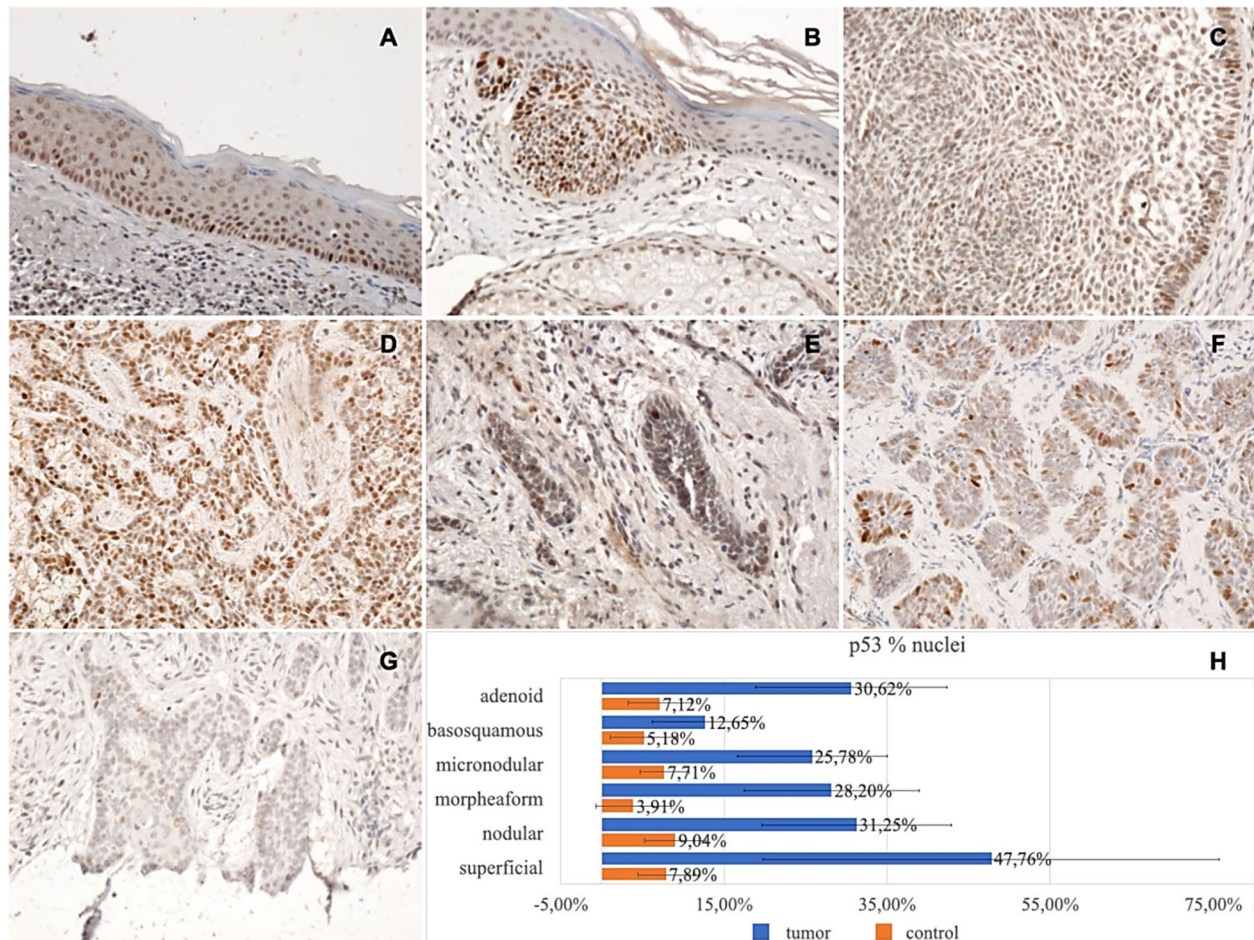 A
B
C
D
E
F
G
p53 % nuclei
H
adenoid
30,62%
7,12%
basosquamous
12,65%
5,18%
micronodular
25,78%
7,71%
morpheaform
28,20%
3,91%
nodular
31,25%
9,04%
superficial
47,76%
7,89%
-5,00% 15,00% 35,00% 55,00% 75,00%
tumor control